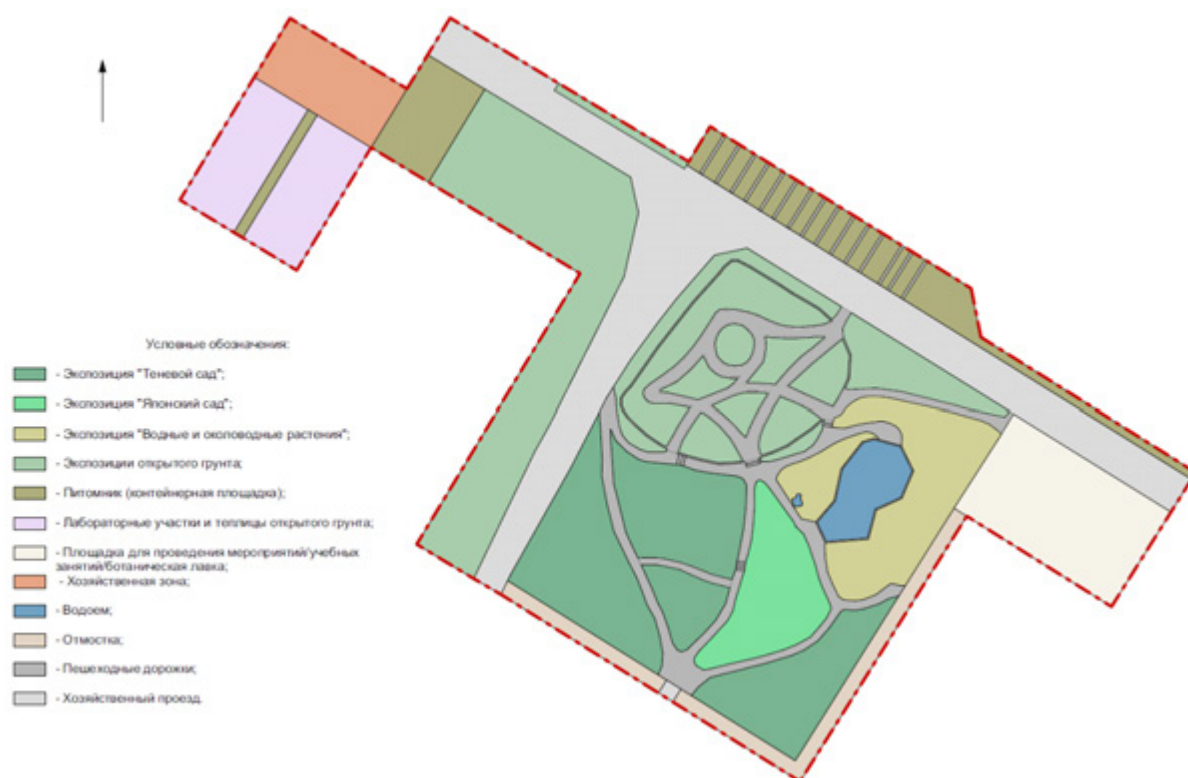 Условные обозначения:
- Экспозиция "Теневой сад";
- Экспозиция "Японский сад";
- Экспозиция "Водные и околоводные растения";
- Экспозиции открытого грунта;
- Питомник (контейнерная площадка);
- Лабораторные участки и теплицы открытого грунта;
- Площадка для проведения мероприятий/учебных
занятий/ботаническая лавка;
- Хозяйственная зона;
- Водоем;
- Отмостка;
- Пешеходные дорожки;
- Хозяйственный проезд.